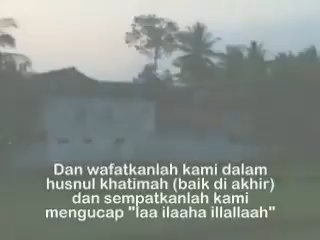 Dan wafatkanlah kami dalam
husnul khatimah (baik di akhir)
dan sempatkanlah kami
mengucap "laa ilaaha illallaah"